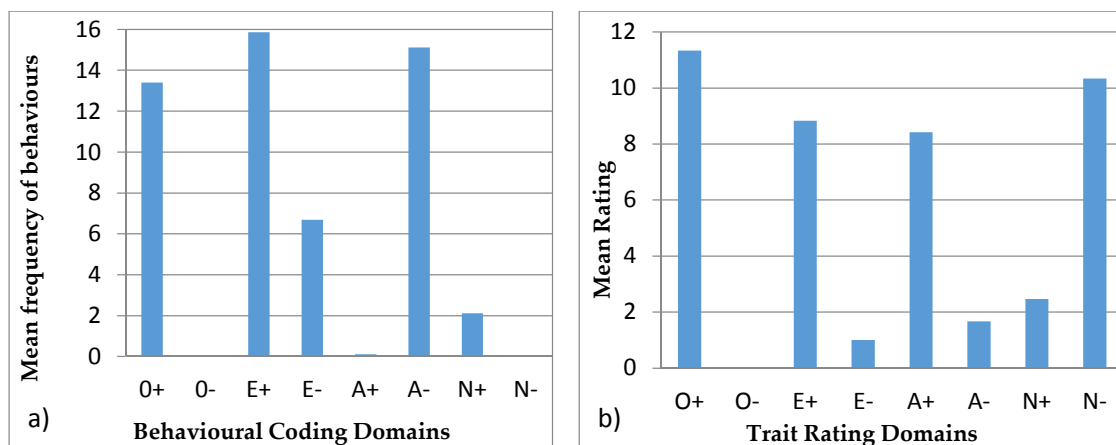 Mean frequency of behaviours
16
14
12
10
8
6
4
2
0
0+ 0- E+ E- A+ A- N+ N-
a)
Behavioural Coding Domains
Mean Rating
12
10
8
6
4
2
0
O+ O- E+ E- A+ A- N+ N-
b)
Trait Rating Domains